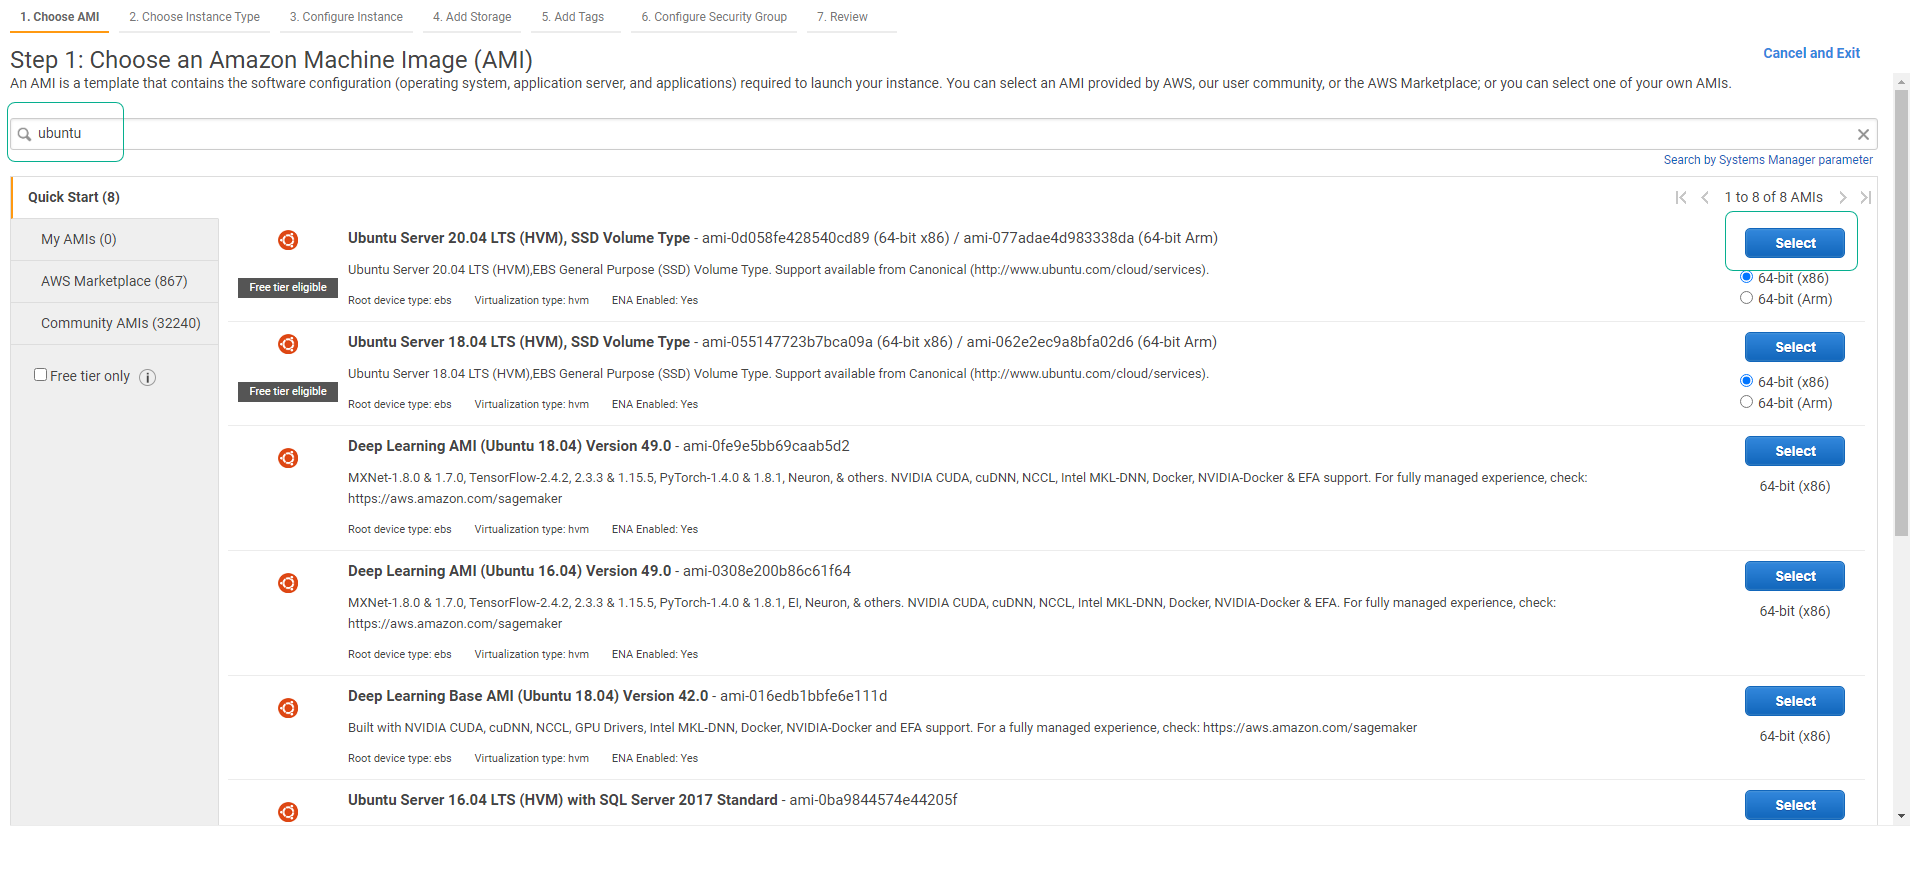 1. Choose AMI 2. Choose Instance Type 3. Configure Instance 4. Add Storage 5. Add Tags 6. Configure Security Group 7. Review
Step 1: Choose an Amazon Machine Image (AMI)
Cancel and Exit
An AMI is a template that contains the software configuration (operating system, application server, and applications) required to launch your instance. You can select an AMI provided by AWS, our user community, or the AWS Marketplace; or you can select one of your own AMIs.
ubuntu
Search by Systems Manager parameter
Quick Start (8)
1 to 8 of 8 AMIs
My AMIs (0)
AWS Marketplace (867)
Community AMIs (32240)
Free tier only
Ubuntu Server 20.04 LTS (HVM), SSD Volume Type - ami-0d058fe428540cd89 (64-bit x86) / ami-077adae4d983338da (64-bit Arm)
Select
Ubuntu Server 20.04 LTS (HVM),EBS General Purpose (SSD) Volume Type. Support available from Canonical (http://www.ubuntu.com/cloud/services).
64-bit (x86)
Free tier eligible
Root device type: ebs Virtualization type: hvm ENA Enabled: Yes
64-bit (Arm)
Ubuntu Server 18.04 LTS (HVM), SSD Volume Type - ami-055147723b7bca09a (64-bit x86) / ami-062e2ec9a8bfa02d6 (64-bit Arm)
Select
Ubuntu Server 18.04 LTS (HVM),EBS General Purpose (SSD) Volume Type. Support available from Canonical (http://www.ubuntu.com/cloud/services).
64-bit (x86)
Free tier eligible
Root device type: ebs Virtualization type: hvm ENA Enabled: Yes
64-bit (Arm)
Deep Learning AMI (Ubuntu 18.04) Version 49.0 - ami-0fe9e5bb69caab5d2
Select
MXNet-1.8.0 & 1.7.0, TensorFlow-2.4.2, 2.3.3 & 1.15.5, PyTorch-1.4.0 & 1.8.1, Neuron, & others. NVIDIA CUDA, cuDNN, NCCL, Intel MKL-DNN, Docker, NVIDIA-Docker & EFA support. For fully managed experience, check:
https://aws.amazon.com/sagemaker
64-bit (x86)
Root device type: ebs Virtualization type: hvm ENA Enabled: Yes
Deep Learning AMI (Ubuntu 16.04) Version 49.0 - ami-0308e200b86c61f64
Select
MXNet-1.8.0 & 1.7.0, TensorFlow-2.4.2, 2.3.3 & 1.15.5, PyTorch-1.4.0 & 1.8.1, EI, Neuron, & others. NVIDIA CUDA, cuDNN, NCCL, Intel MKL-DNN, Docker, NVIDIA-Docker & EFA. For fully managed experience, check:
https://aws.amazon.com/sagemaker
64-bit (x86)
Root device type: ebs Virtualization type: hvm ENA Enabled: Yes
Deep Learning Base AMI (Ubuntu 18.04) Version 42.0 - ami-016edb1bbfe6e111d
Select
Built with NVIDIA CUDA, cuDNN, NCCL, GPU Drivers, Intel MKL-DNN, Docker, NVIDIA-Docker and EFA support. For a fully managed experience, check: https://aws.amazon.com/sagemaker
64-bit (x86)
Root device type: ebs Virtualization type: hvm ENA Enabled: Yes
Ubuntu Server 16.04 LTS (HVM) with SQL Server 2017 Standard - ami-0ba9844574e44205f
Select